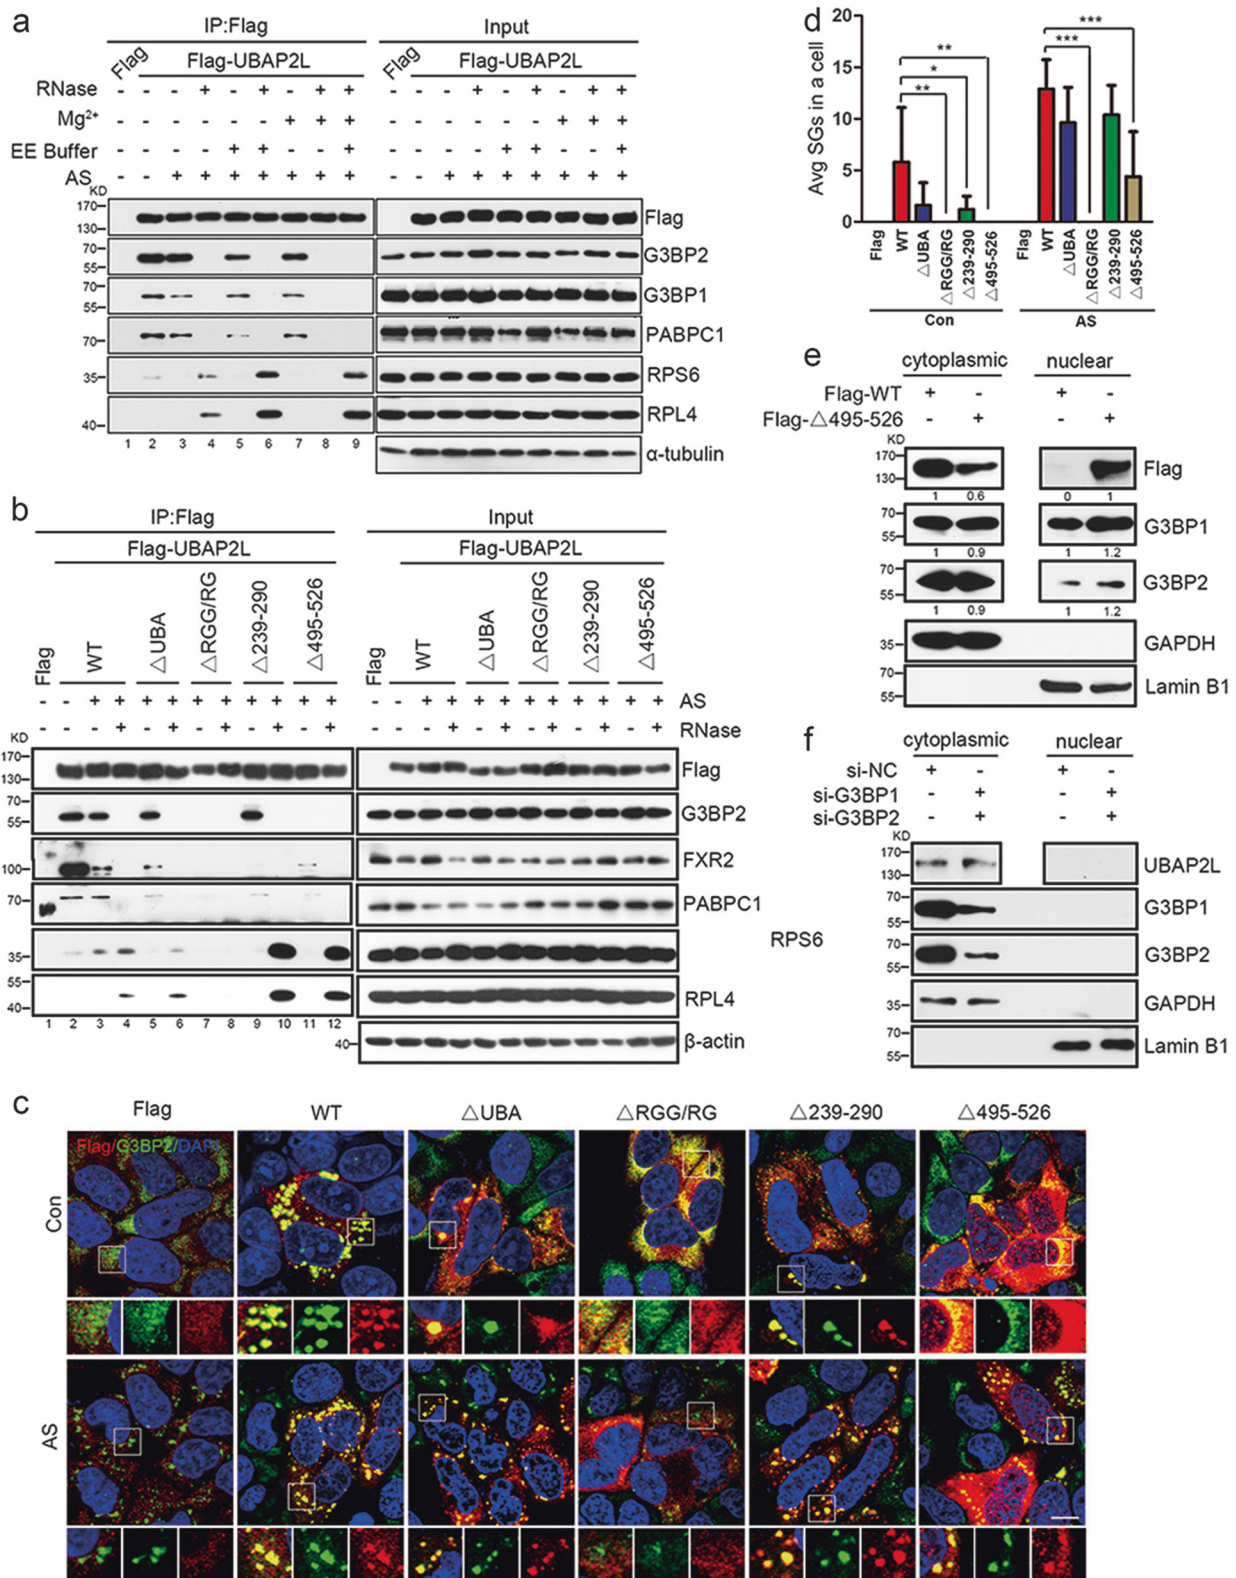 a
IP:Flag Input
Flag Flag-UBAP2L Flag Flag-UBAP2L
RNase - - - + - + - + + - - - + - + - + +
Mg2+ - - - - - - + + + - - - - - - + + +
EE Buffer - - - - + + - - + - - - - + + - - +
AS - - + + + + + + + - - + + + + + + +
KD
170-
130-
Flag
70-
55-
G3BP2
70-
55-
G3BP1
70-
PABPC1
35-
RPS6
40-
RPL4
1 2 3 4 5 6 7 8 9
α-tubulin
b
IP:Flag Input
Flag-UBAP2L Flag-UBAP2L
Flag WT △UBA △RGG/RG △239-290 △495-526 Flag WT △UBA △RGG/RG △239-290 △495-526
- - + + + + + + + + + + - - + + + + + + + + + + AS
- - - + - + - + - + - + - - - + - + - + - + - + RNase
KD
170-
130-
Flag
70-
55-
G3BP2
100-
FXR2
70-
PABPC1
35-
RPS6
55-
40-
RPL4
1 2 3 4 5 6 7 8 9 10 11 12
40-
β-actin
c
Flag WT △UBA △RGG/RG △239-290 △495-526
Flag/G3BP2/DAPI
Con
AS
d
Avg SGs in a cell
20
15
10
5
0
**
*
**
***
***
Flag WT △UBA △RGG/RG △239-290 △495-526
Flag WT △UBA △RGG/RG △239-290 △495-526
Con AS
e
cytoplasmic nuclear
Flag-WT + - + -
Flag-△495-526 - + - +
KD
170-
130-
Flag
1 0.6 0 1
70-
55-
G3BP1
1 0.9 1 1.2
70-
55-
G3BP2
1 0.9 1 1.2
35-
GAPDH
70-
55-
Lamin B1
f
cytoplasmic nuclear
si-NC + - + -
si-G3BP1 - + - +
si-G3BP2 - + - +
KD
170-
130-
UBAP2L
70-
55-
G3BP1
70-
55-
G3BP2
35-
GAPDH
70-
55-
Lamin B1